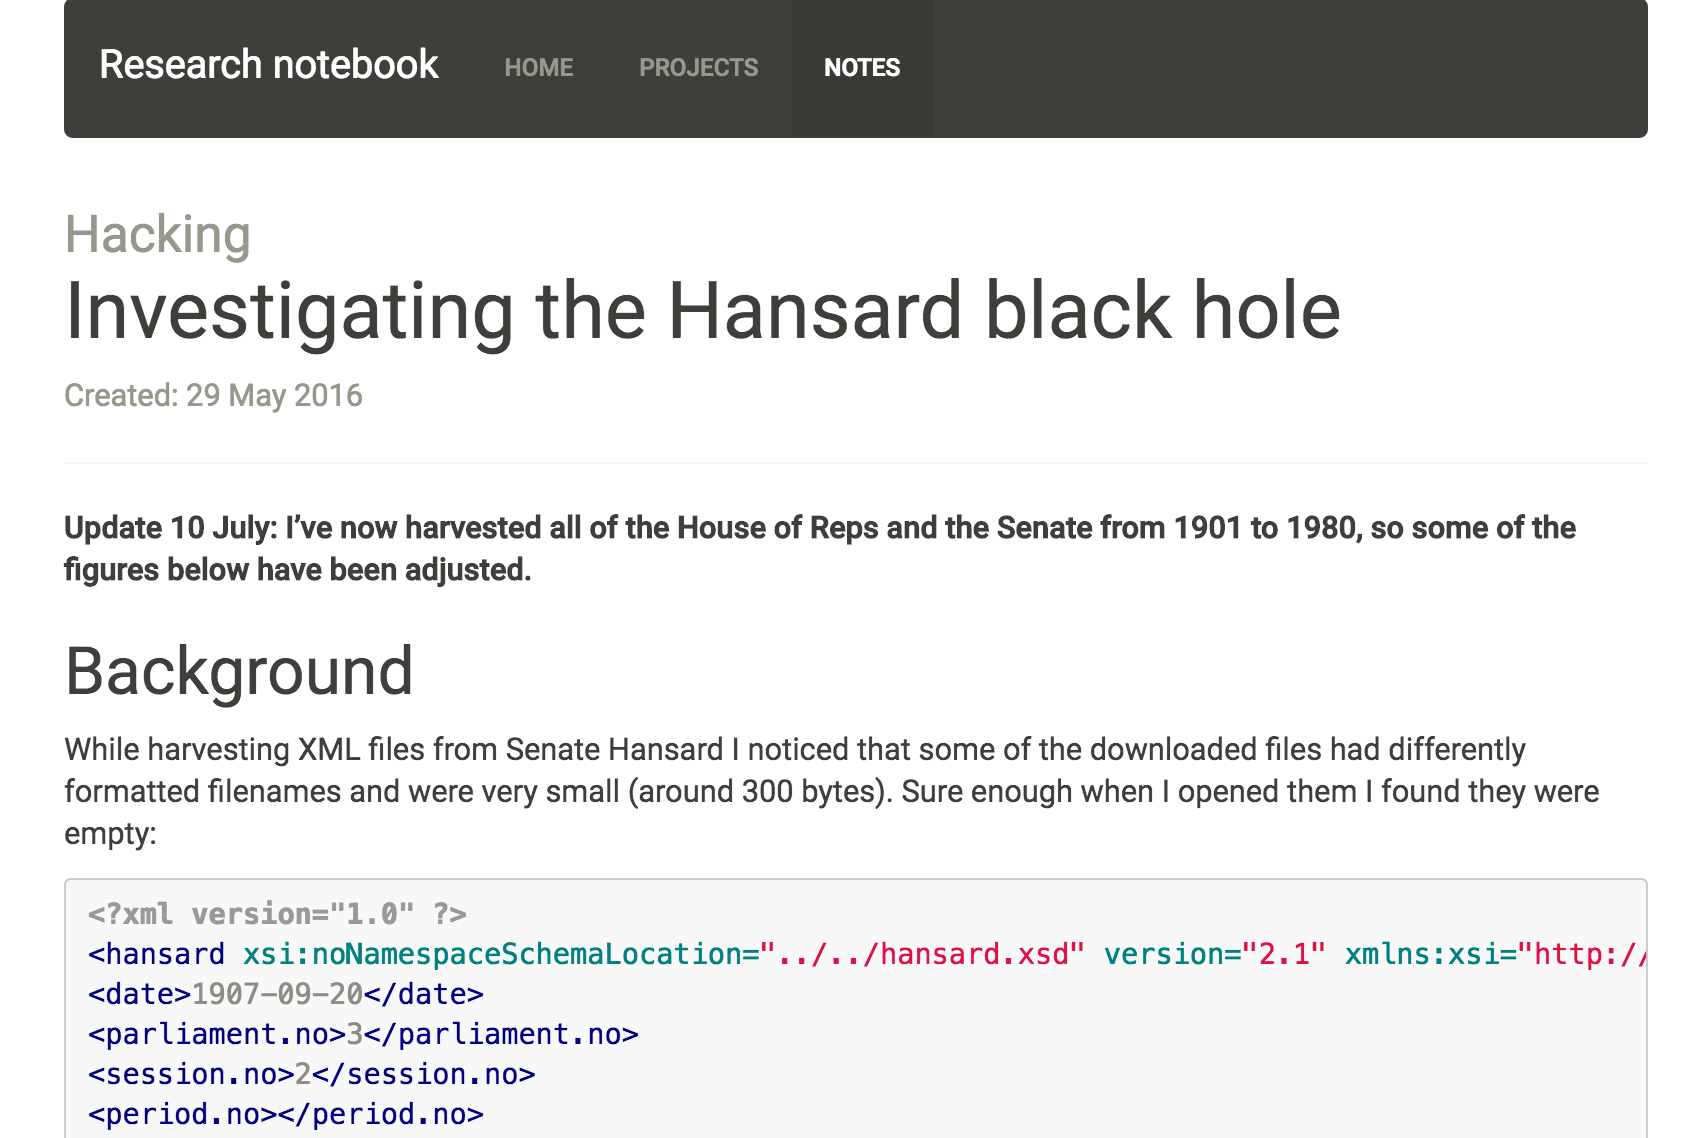 Research notebook HOME PROJECTS NOTES
Hacking
Investigating the Hansard black hole
Created: 29 May 2016
Update 10 July: I’ve now harvested all of the House of Reps and the Senate from 1901 to 1980, so some of the
figures below have been adjusted.
Background
While harvesting XML files from Senate Hansard I noticed that some of the downloaded files had differently
formatted filenames and were very small (around 300 bytes). Sure enough when I opened them I found they were
empty:
<?xml version="1.0" ?>
<hansard xsi:noNamespaceSchemaLocation="../../hansard.xsd" version="2.1" xmlns:xsi="http://
<date>1907-09-20</date>
<parliament.no>3</parliament.no>
<session.no>2</session.no>
<period.no></period.no>